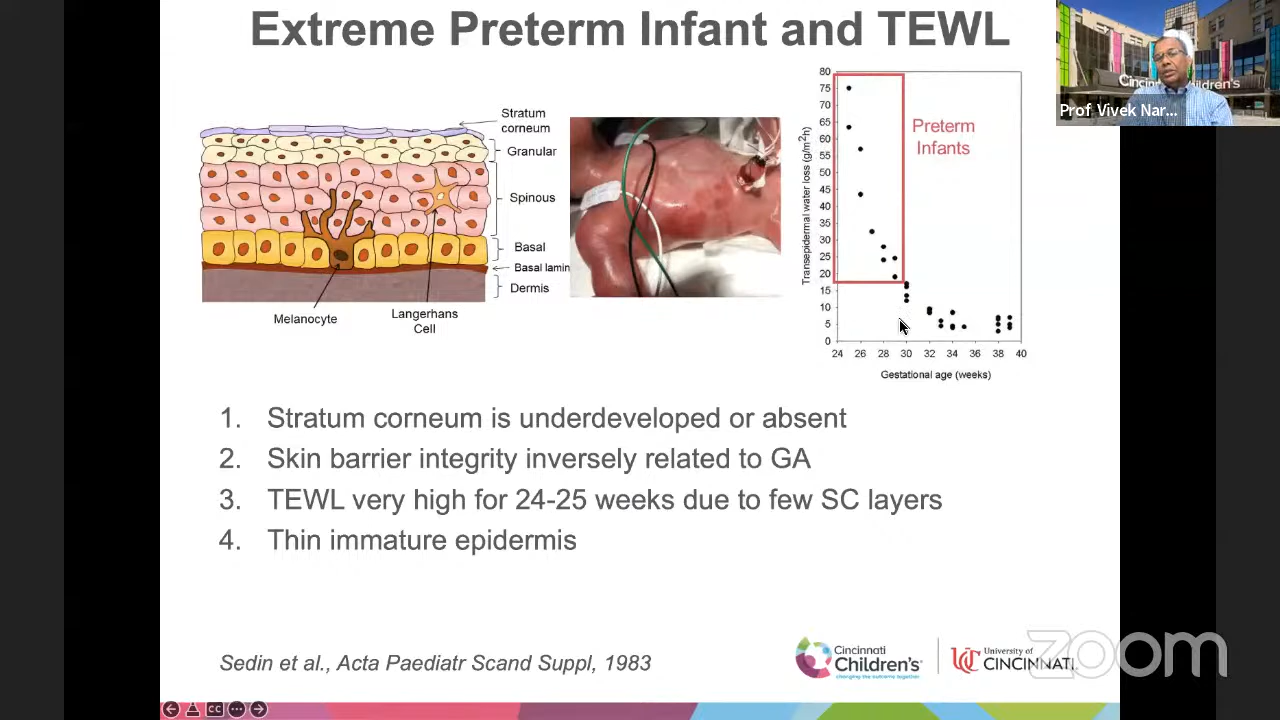 Extreme Preterm Infant and TEWL
Stratum
corneum
Granular
Spinous
Basal
Basal lamin
Dermis
Melanocyte
Langerhans
Cell
Transepidermal water loss (g/m²h)
80
75
70
65
60
55
50
45
40
35
30
25
20
15
10
5
0
24 26 28 30 32 34 36 38 40
Gestational age (weeks)
Preterm
Infants
Cincinnati Children's
Prof Vivek Nar...
1. Stratum corneum is underdeveloped or absent
2. Skin barrier integrity inversely related to GA
3. TEWL very high for 24-25 weeks due to few SC layers
4. Thin immature epidermis
Sedin et al., Acta Paediatr Scand Suppl, 1983
Cincinnati
Children's
changing the outcome together
UC
University of
CINCINNATI
zoom
CC